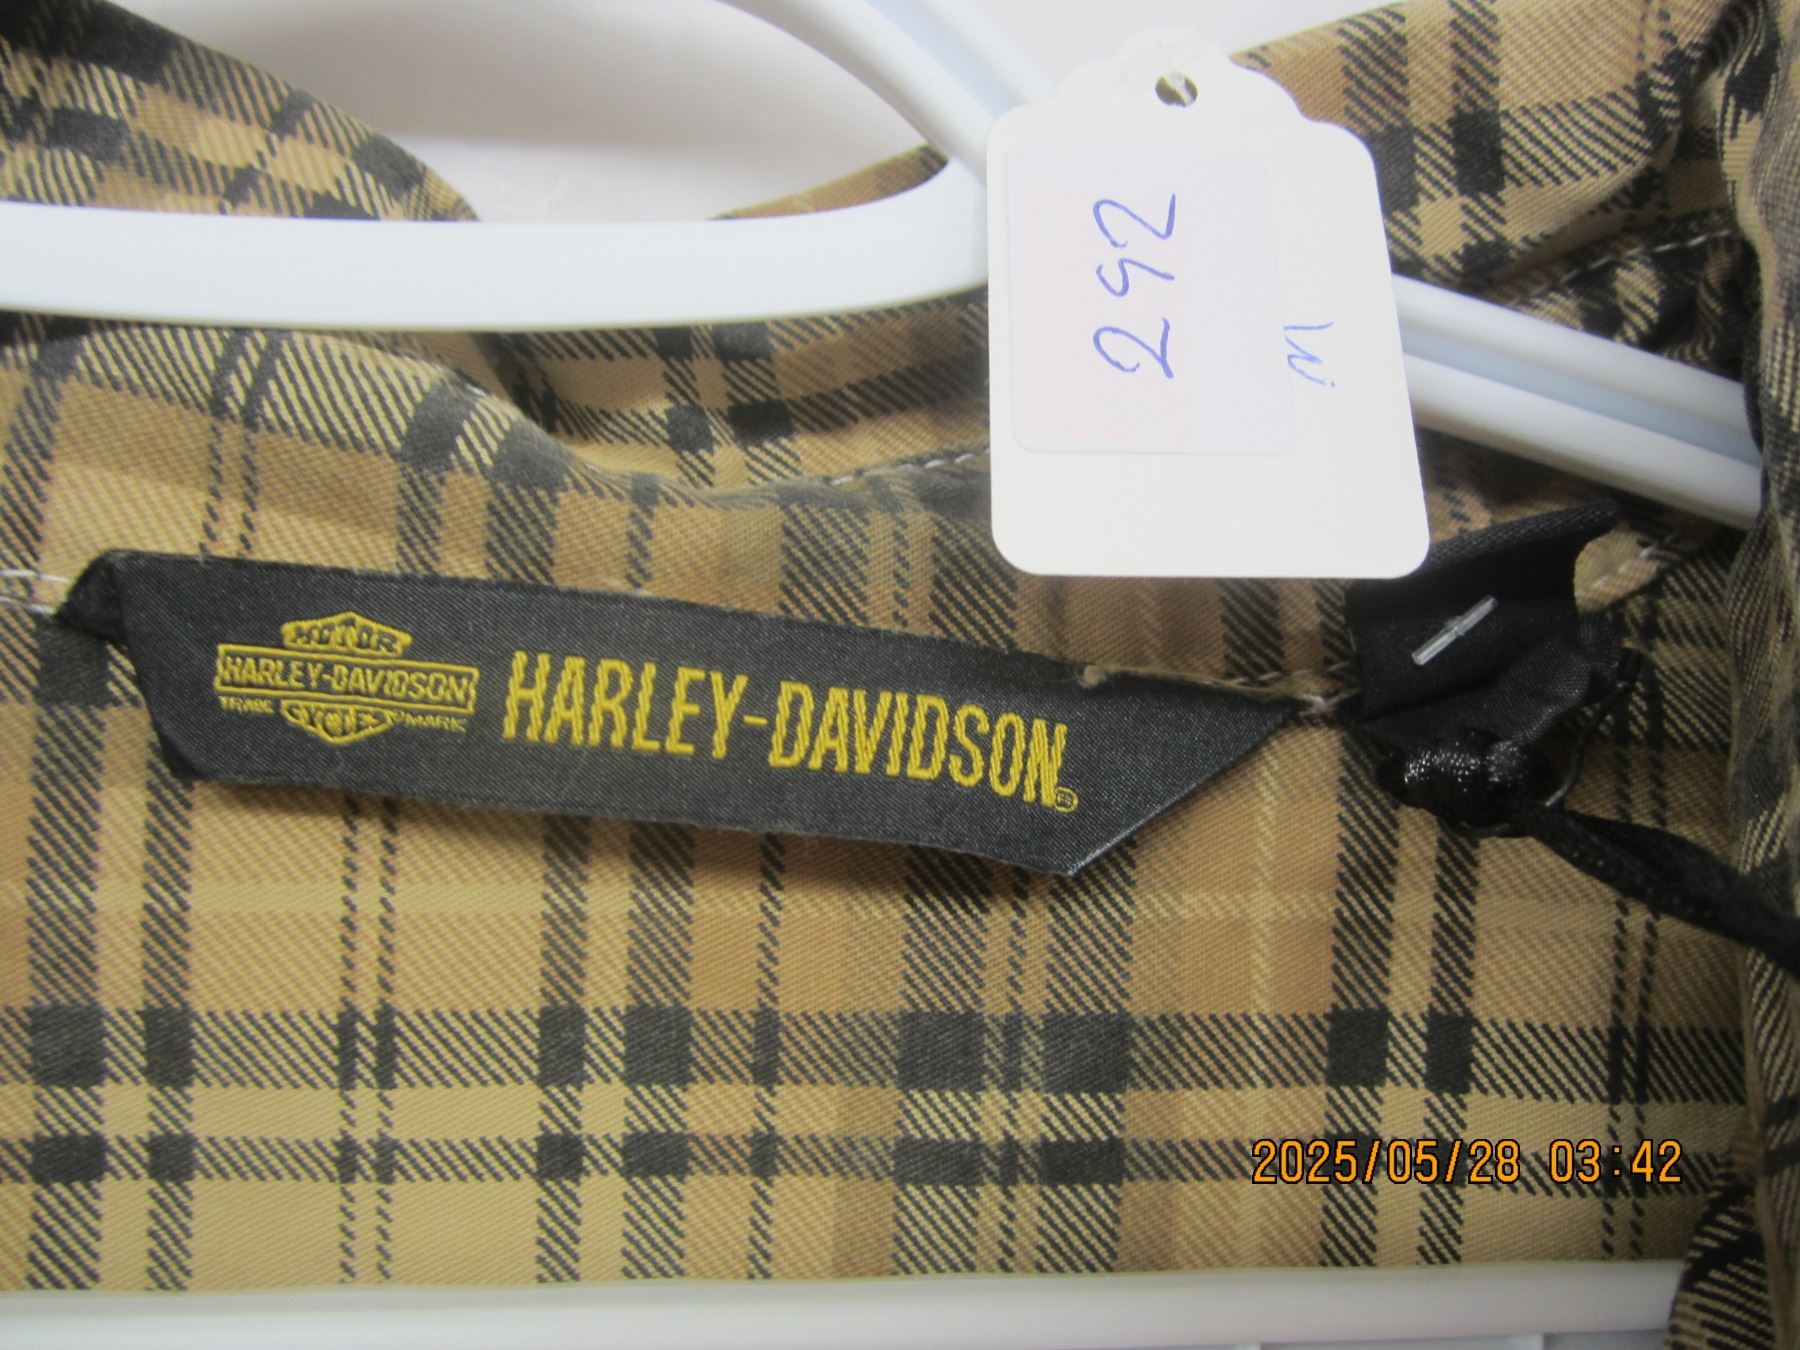 292
MOTOR
HARLEY-DAVIDSON
TRADE MARK
CYCLES
HARLEY-DAVIDSON®
2025/05/28 03:42